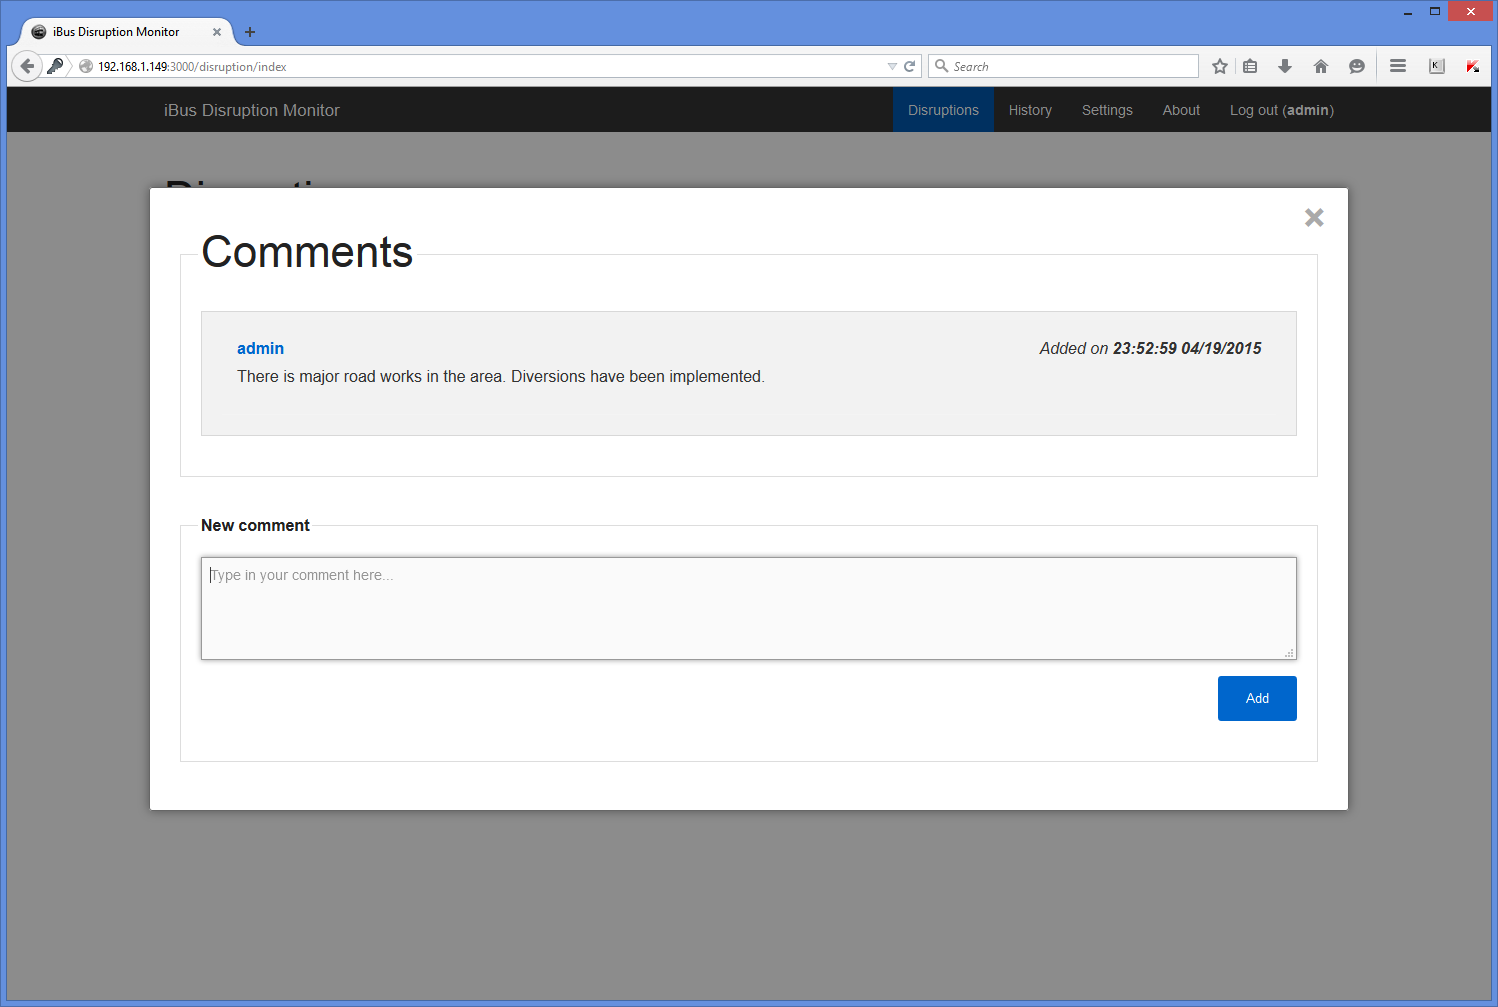 iBus Disruption Monitor
192.168.1.149:3000/disruption/index
Search
iBus Disruption Monitor
Disruptions
History
Settings
About
Log out (admin)
Comments
admin
Added on 23:52:59 04/19/2015
There is major road works in the area. Diversions have been implemented.
New comment
Type in your comment here...
Add